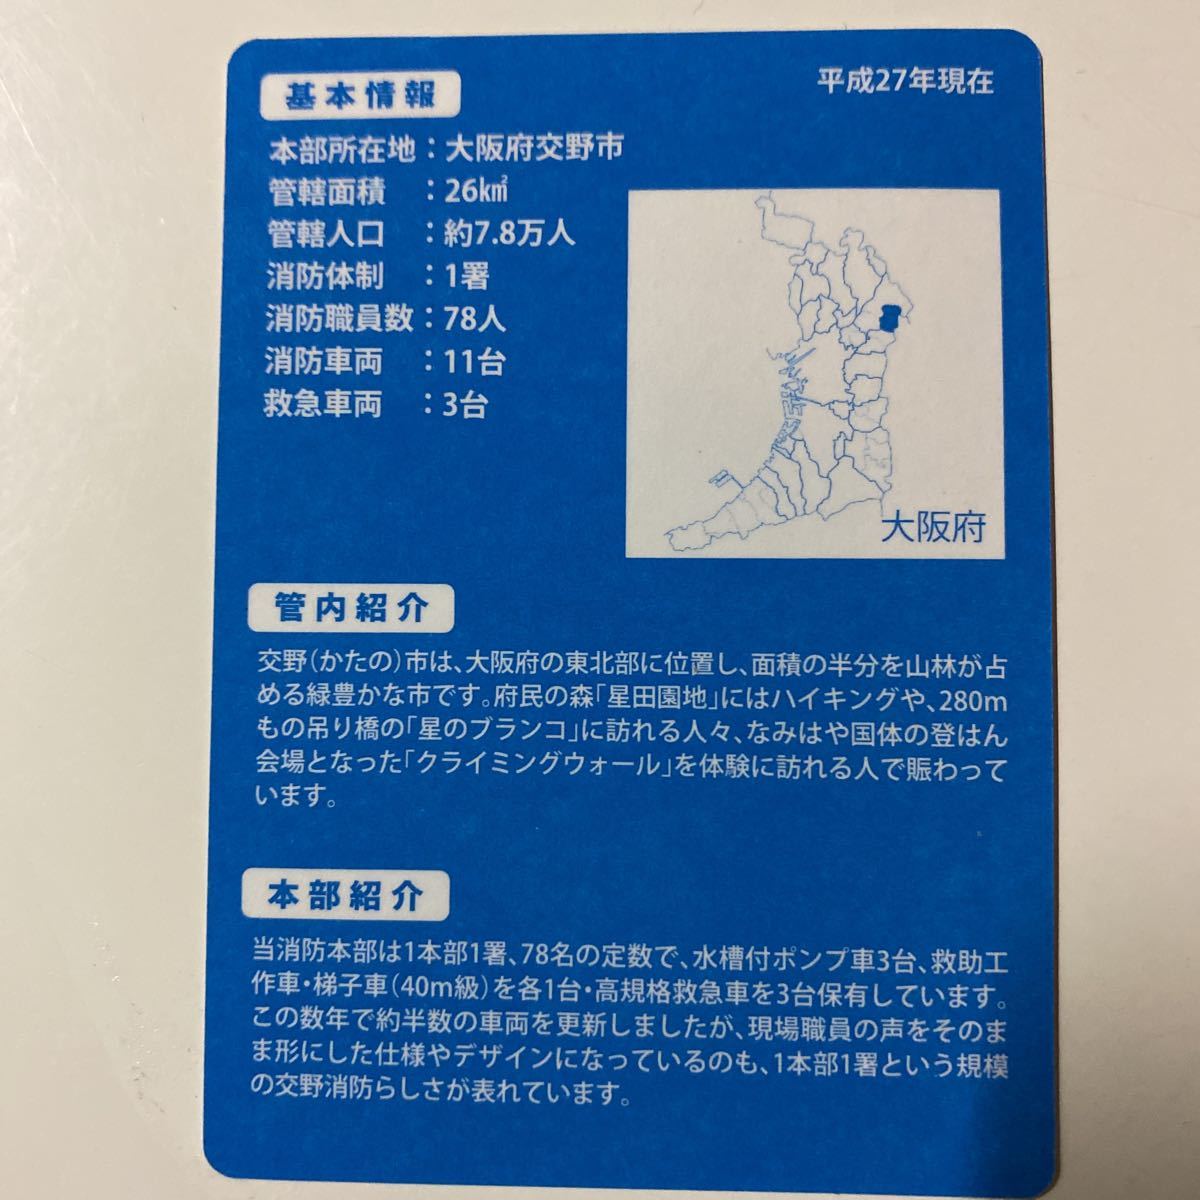 基本情報
平成27年現在
本部所在地：大阪府交野市
管轄面積　：26k㎡
管轄人口　：約7.8万人
消防体制　：1署
消防職員数：78人
消防車両　：11台
救急車両　：3台
大阪府
管内紹介
交野(かたの)市は、大阪府の東北部に位置し、面積の半分を山林が占
める緑豊かな市です。府民の森「星田園地」にはハイキングや、280m
もの吊り橋の「星のブランコ」に訪れる人々、なみはや国体の登はん
会場となった「クライミングウォール」を体験に訪れる人で賑わって
います。
本部紹介
当消防本部は1本部1署、78名の定数で、水槽付ポンプ車3台、救助工
作車・梯子車(40m級)を各1台・高規格救急車を3台保有しています。
この数年で約半数の車両を更新しましたが、現場職員の声をそのま
ま形にした仕様やデザインになっているのも、1本部1署という規模
の交野消防らしさが表れています。